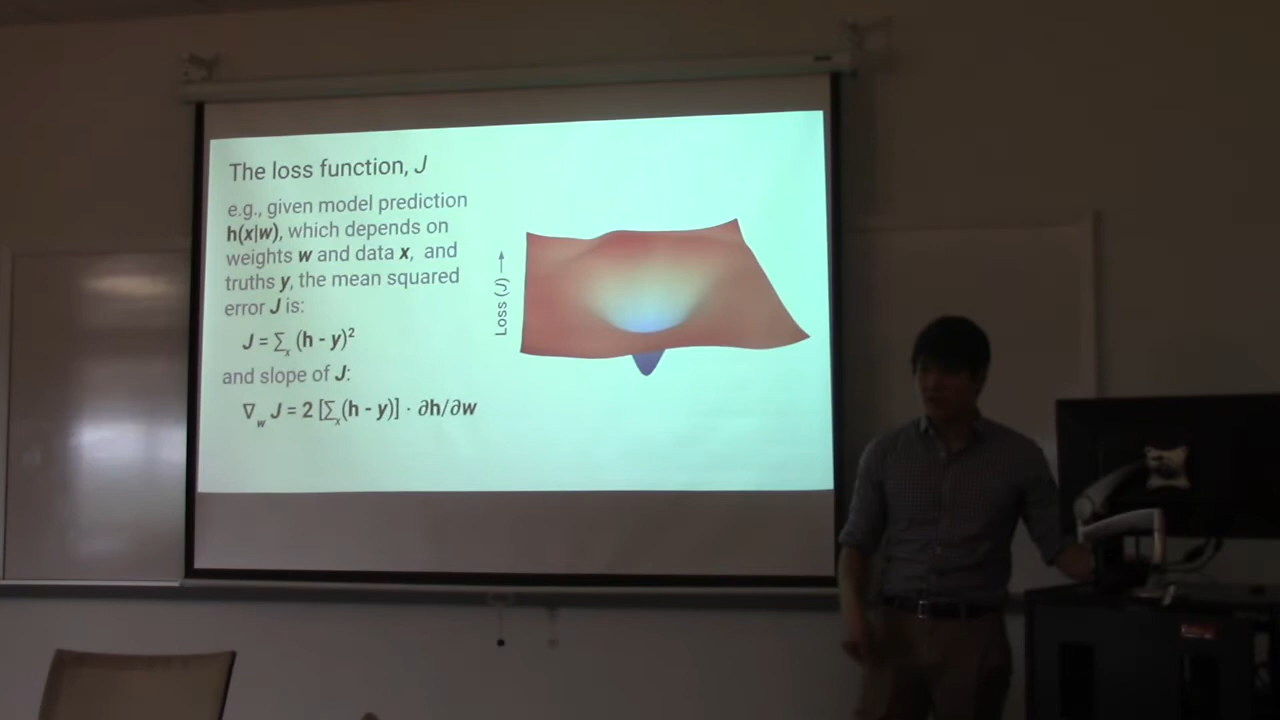 The loss function, J
e.g., given model prediction
h(x|w), which depends on
weights w and data x, and
truths y, the mean squared
error J is:
J = ∑ₓ (h - y)²
and slope of J:
∇w J = 2 [∑ₓ(h - y)] · ∂h/∂w
Loss (J) →